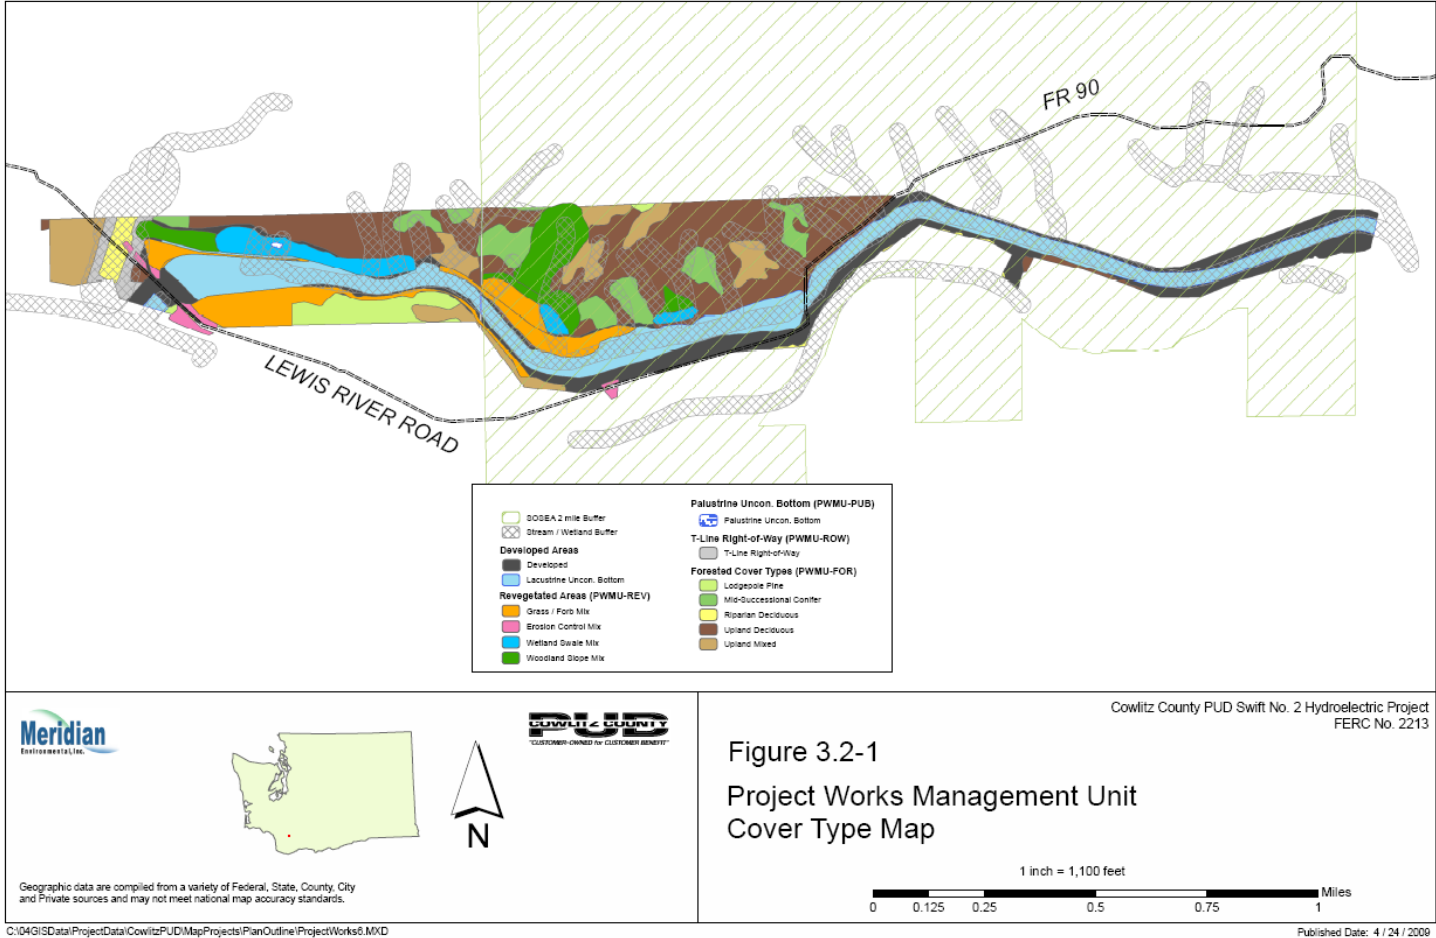 FR 90
LEWIS RIVER ROAD
SOSEA 2 mile Buffer
Stream / Wetland Buffer
Developed Areas
Developed
Lacustrine Uncon. Bottom
Revegetated Areas (PWMU-REV)
Grass / Forb Mix
Erosion Control Mix
Wetland Swale Mix
Woodland Slope Mix
Palustrine Uncon. Bottom (PWMU-PUB)
Palustrine Uncon. Bottom
T-Line Right-of-Way (PWMU-ROW)
T-Line Right-of-Way
Forested Cover Types (PWMU-FOR)
Lodgepole Pine
Mid-Successional Conifer
Riparian Deciduous
Upland Deciduous
Upland Mixed
Meridian
Environmental, Inc.
COWLITZ COUNTY
PUD
"CUSTOMER-OWNED for CUSTOMER BENEFIT"
N
Geographic data are compiled from a variety of Federal, State, County, City
and Private sources and may not meet national map accuracy standards.
Cowlitz County PUD Swift No. 2 Hydroelectric Project
FERC No. 2213
Figure 3.2-1
Project Works Management Unit
Cover Type Map
1 inch = 1,100 feet
Miles
0 0.125 0.25 0.5 0.75 1
C:\04GISData\ProjectData\CowlitzPUD\MapProjects\PlanOutline\ProjectWorks6.MXD
Published Date: 4 / 24 / 2009